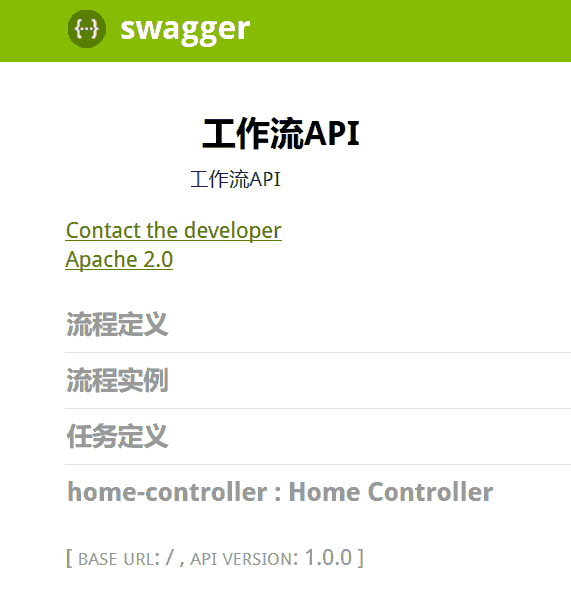 {···} swagger
工作流API
工作流API
Contact the developer
Apache 2.0
流程定义
流程实例
任务定义
home-controller : Home Controller
[ BASE URL: / , API VERSION: 1.0.0 ]